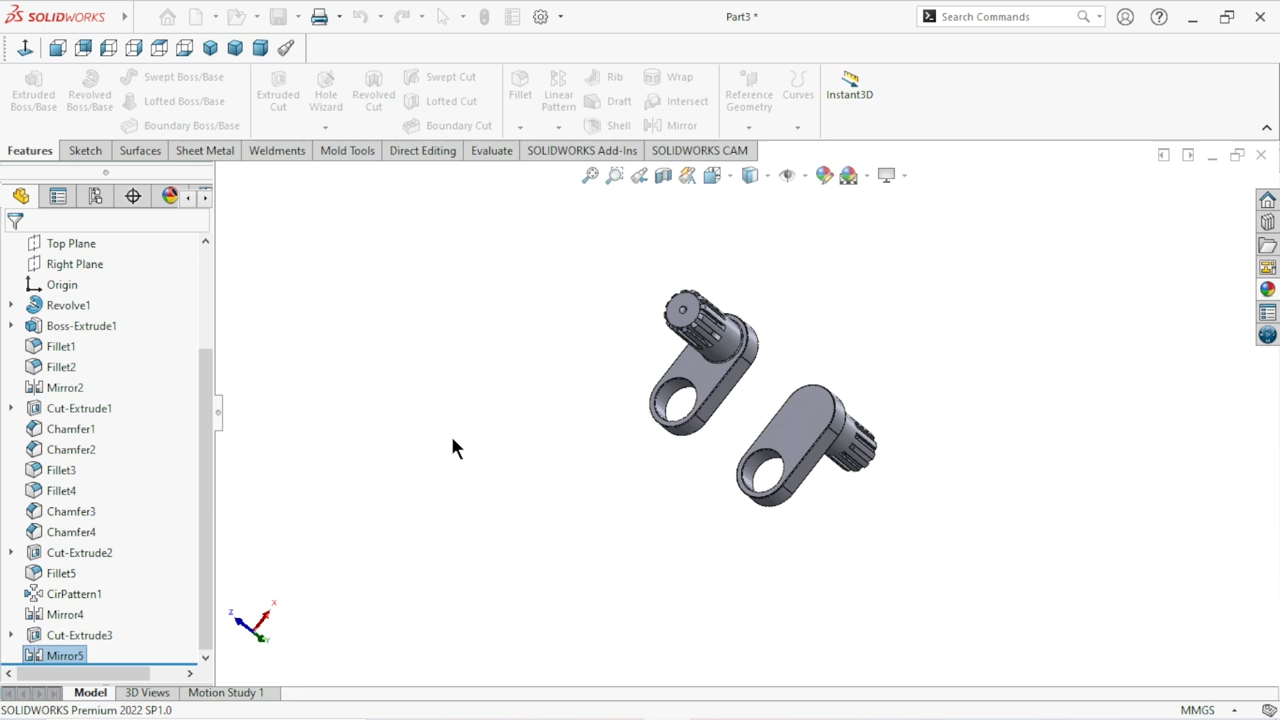 SOLIDWORKS
Part3 *
Search Commands
Extruded Boss/Base
Revolved Boss/Base
Swept Boss/Base
Lofted Boss/Base
Boundary Boss/Base
Extruded Cut
Hole Wizard
Revolved Cut
Swept Cut
Lofted Cut
Boundary Cut
Fillet
Linear Pattern
Rib
Draft
Shell
Wrap
Intersect
Mirror
Reference Geometry
Curves
Instant3D
Features
Sketch
Surfaces
Sheet Metal
Weldments
Mold Tools
Direct Editing
Evaluate
SOLIDWORKS Add-Ins
SOLIDWORKS CAM
Top Plane
Right Plane
Origin
Revolve1
Boss-Extrude1
Fillet1
Fillet2
Mirror2
Cut-Extrude1
Chamfer1
Chamfer2
Fillet3
Fillet4
Chamfer3
Chamfer4
Cut-Extrude2
Fillet5
CirPattern1
Mirror4
Cut-Extrude3
Mirror5
Z
X
Y
Model
3D Views
Motion Study 1
SOLIDWORKS Premium 2022 SP1.0
MMGS